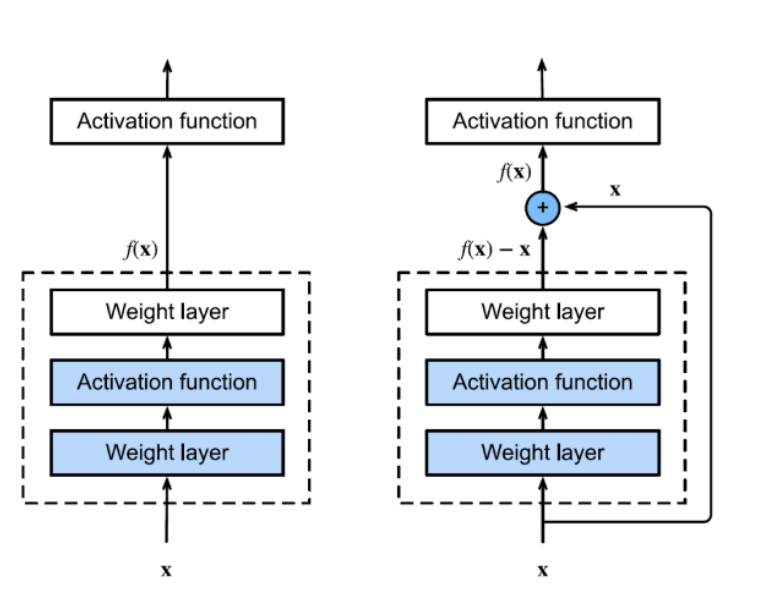 Activation function
f(x)
Weight layer
Activation function
Weight layer
x
Activation function
f(x)
x
+
f(x) − x
Weight layer
Activation function
Weight layer
x